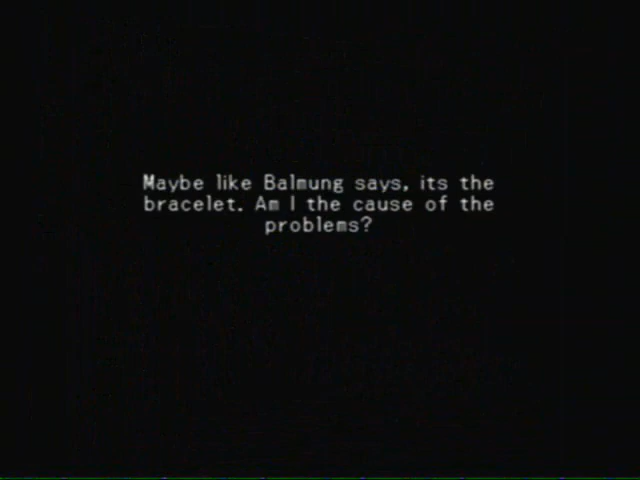 Maybe like Balmung says, its the
bracelet. Am I the cause of the
problems?